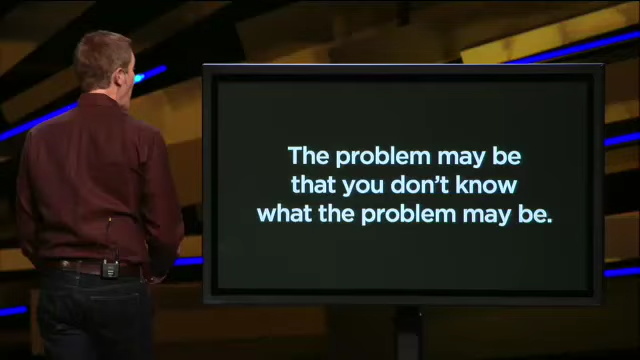 The problem may be
that you don’t know
what the problem may be.